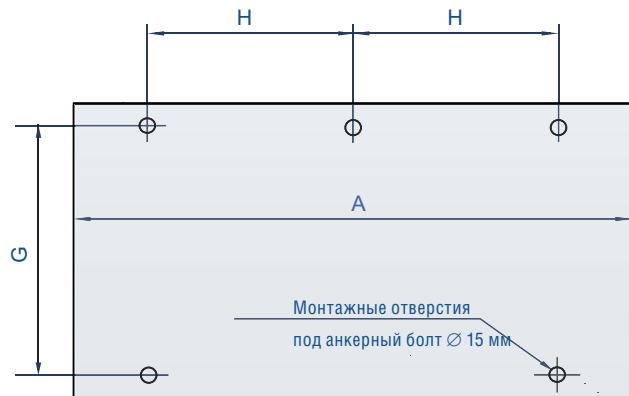 H H
A
G
Монтажные отверстия
под анкерный болт ∅ 15 мм